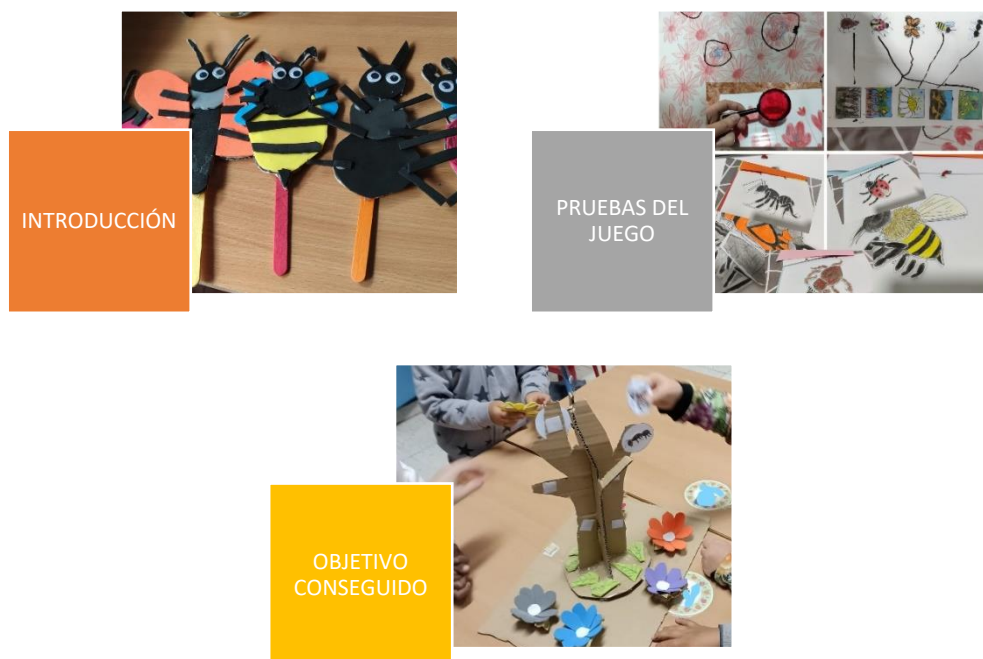 INTRODUCCIÓN
PRUEBAS DEL
JUEGO
OBJETIVO
CONSEGUIDO